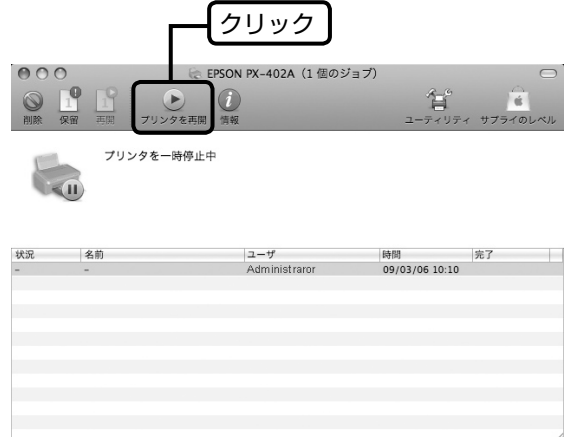 クリック
EPSON PX-402A（1 個のジョブ）
削除 保留 再開 プリンタを再開 情報 ユーティリティ サプライのレベル
プリンタを一時停止中
状況 名前 ユーザ 時間 完了
- - Administraror 09/03/06 10:10